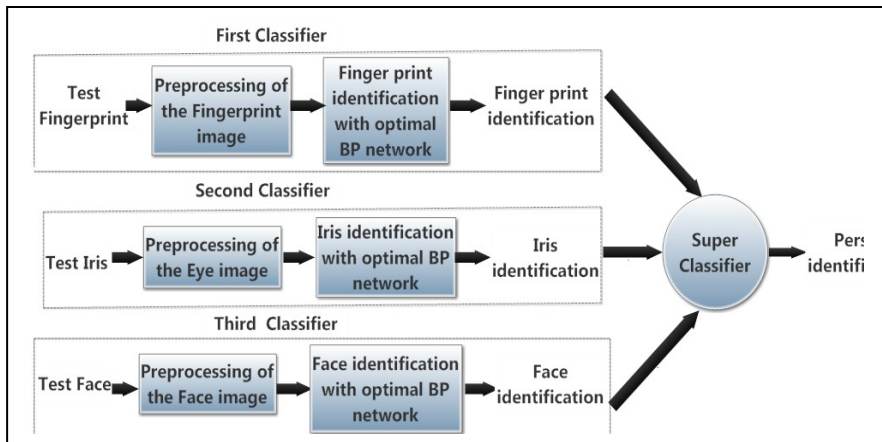 First Classifier
Test
Fingerprint
Preprocessing of
the Fingerprint
image
Finger print
identification
with optimal
BP network
Finger print
identification
Second Classifier
Test Iris
Preprocessing of
the Eye image
Iris identification
with optimal BP
network
Iris
identification
Super
Classifier
Third Classifier
Test Face
Preprocessing of
the Face image
Face identification
with optimal BP
network
Face
identification